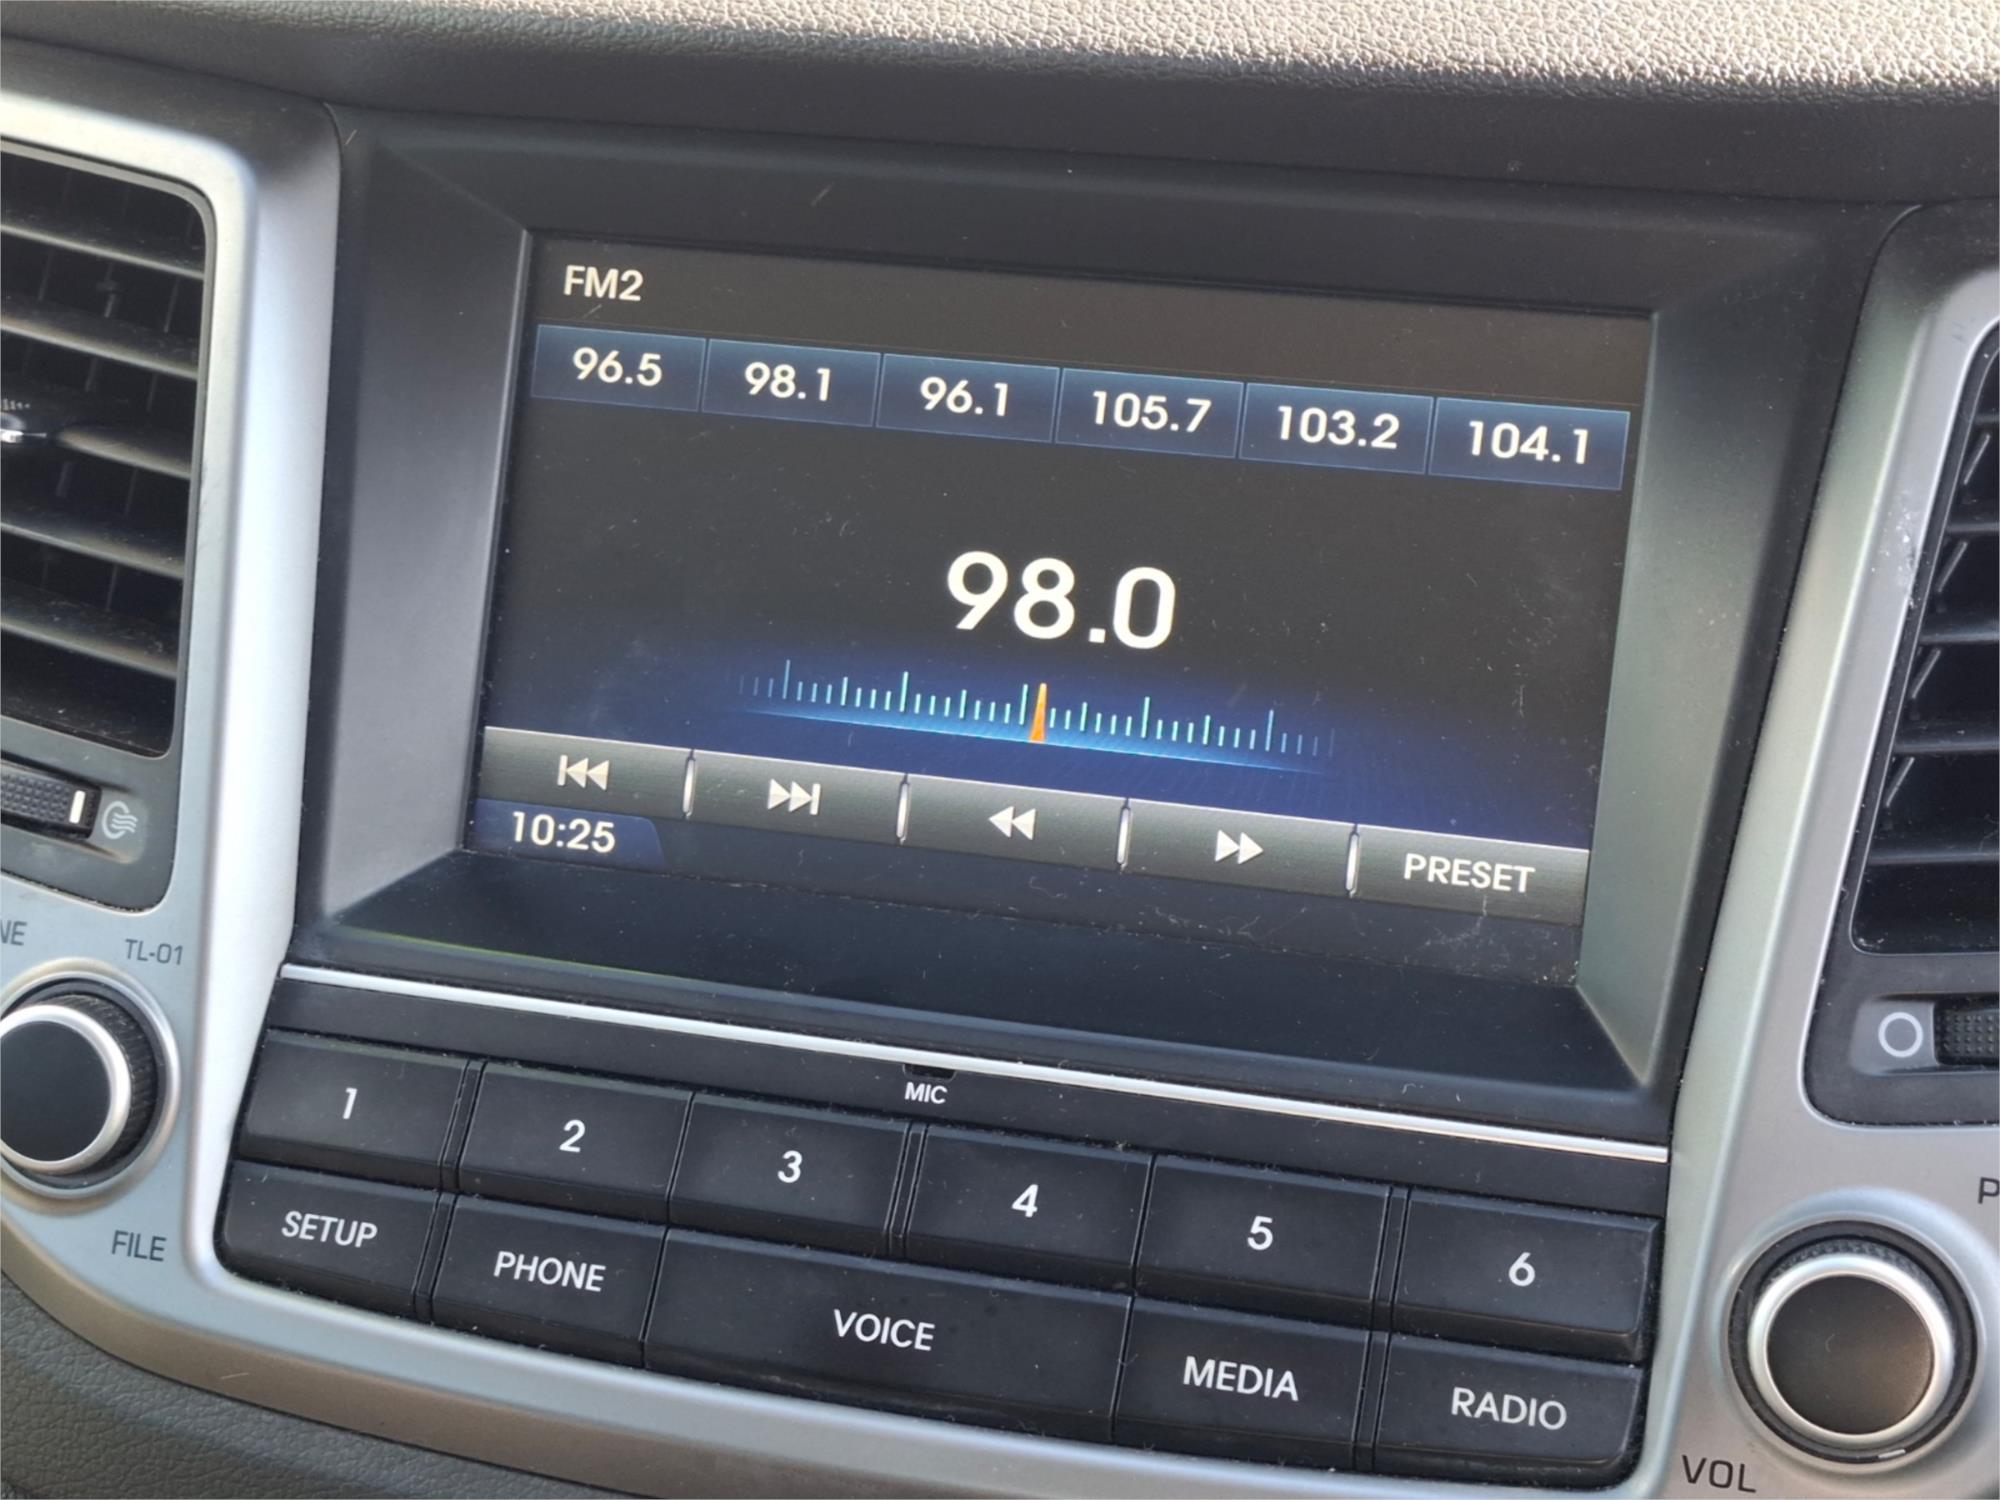 FM2
96.5 98.1 96.1 105.7 103.2 104.1
98.0
PRESET
10:25
TL-01
MIC
1 2 3 4 5 6
FILE
SETUP PHONE VOICE MEDIA RADIO
VOL